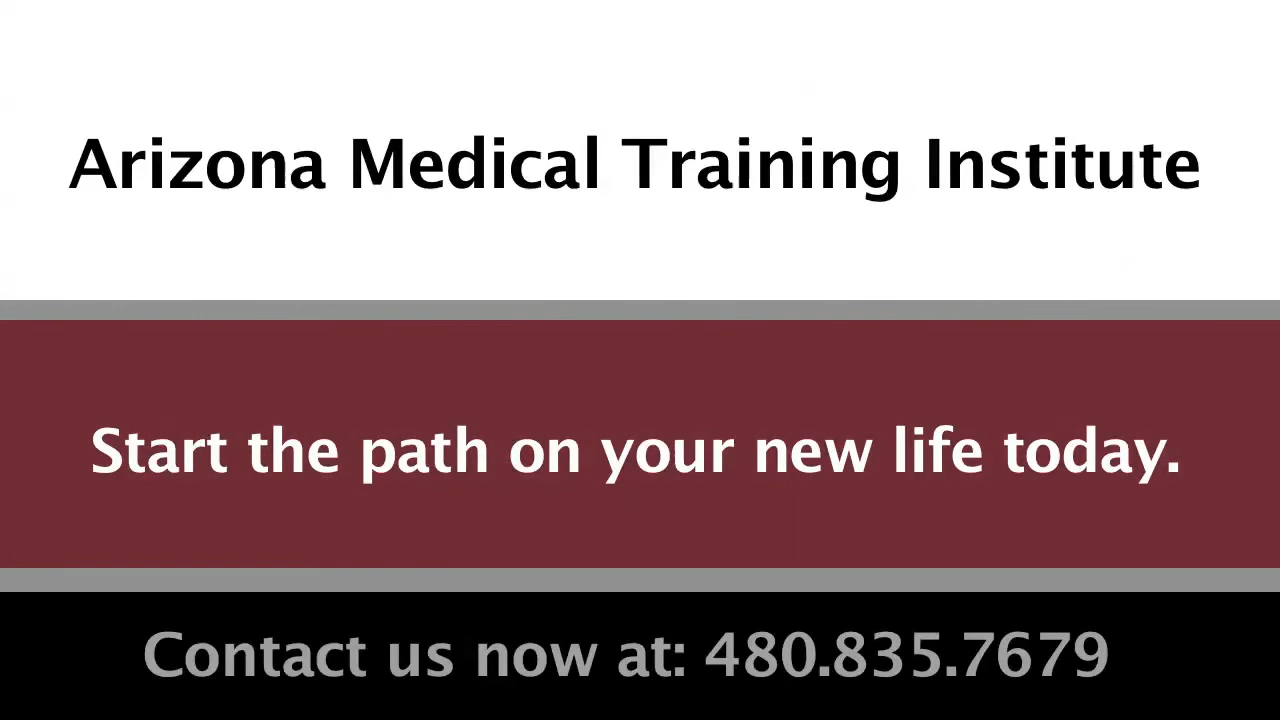 Arizona Medical Training Institute
Start the path on your new life today.
Contact us now at: 480.835.7679